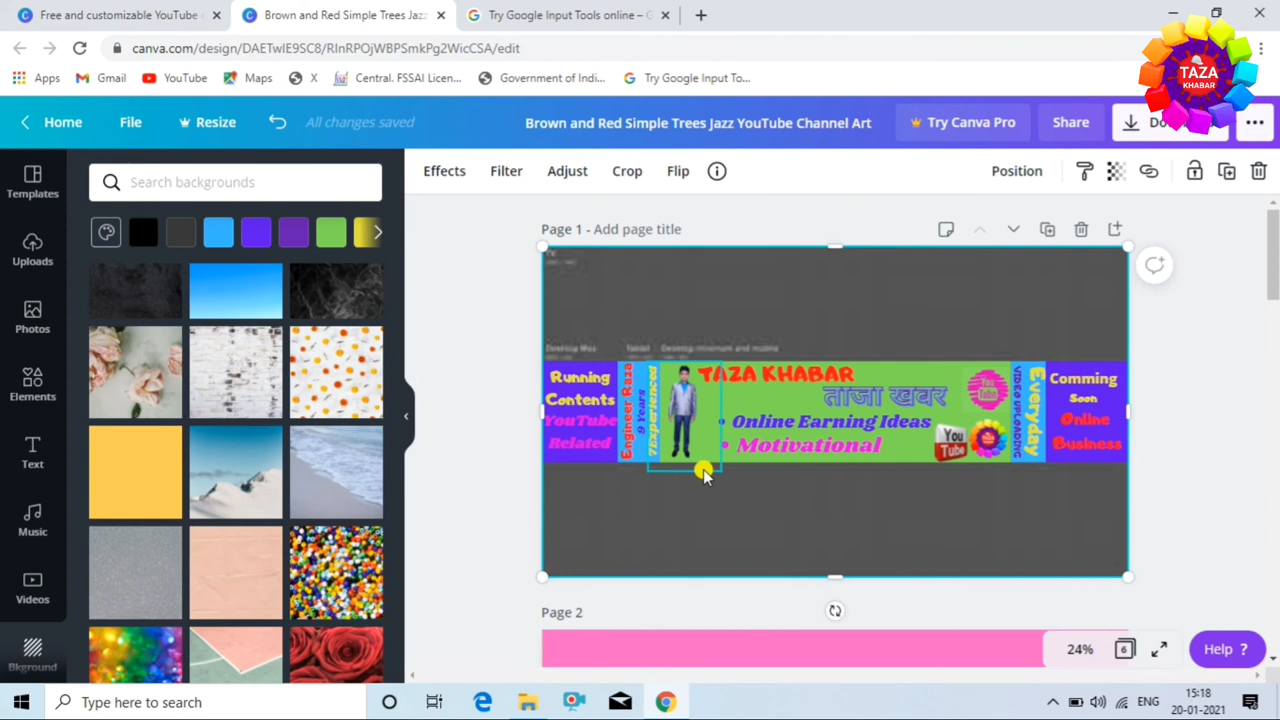 Free and customizable YouTube
Brown and Red Simple Trees Jazz
Try Google Input Tools online – G
canva.com/design/DAETwIE9SC8/RInRPOjWBPSmkPg2WicCSA/edit
Apps
Gmail
YouTube
Maps
X
Central. FSSAI Licen...
Government of Indi...
Try Google Input To...
TAZA
KHABAR
Home
File
Resize
All changes saved
Brown and Red Simple Trees Jazz YouTube Channel Art
Try Canva Pro
Share
Templates
Uploads
Photos
Elements
Text
Music
Videos
Bkground
Search backgrounds
Effects
Filter
Adjust
Crop
Flip
Position
Page 1 - Add page title
Running
Contents
YouTube
Related
Engineer Raza
9 Years
Experienced
TAZA KHABAR
ताजा खबर
• Online Earning Ideas
• Motivational
You
Tube
VIDEO UPLOADING
Everyday
Comming
Soon
Online
Business
Page 2
24%
6
Help ?
Type here to search
ENG
15:18
20-01-2021